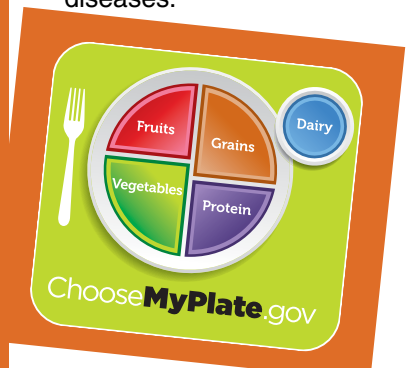 diseases.
Fruits
Grains
Dairy
Vegetables
Protein
ChooseMyPlate.gov